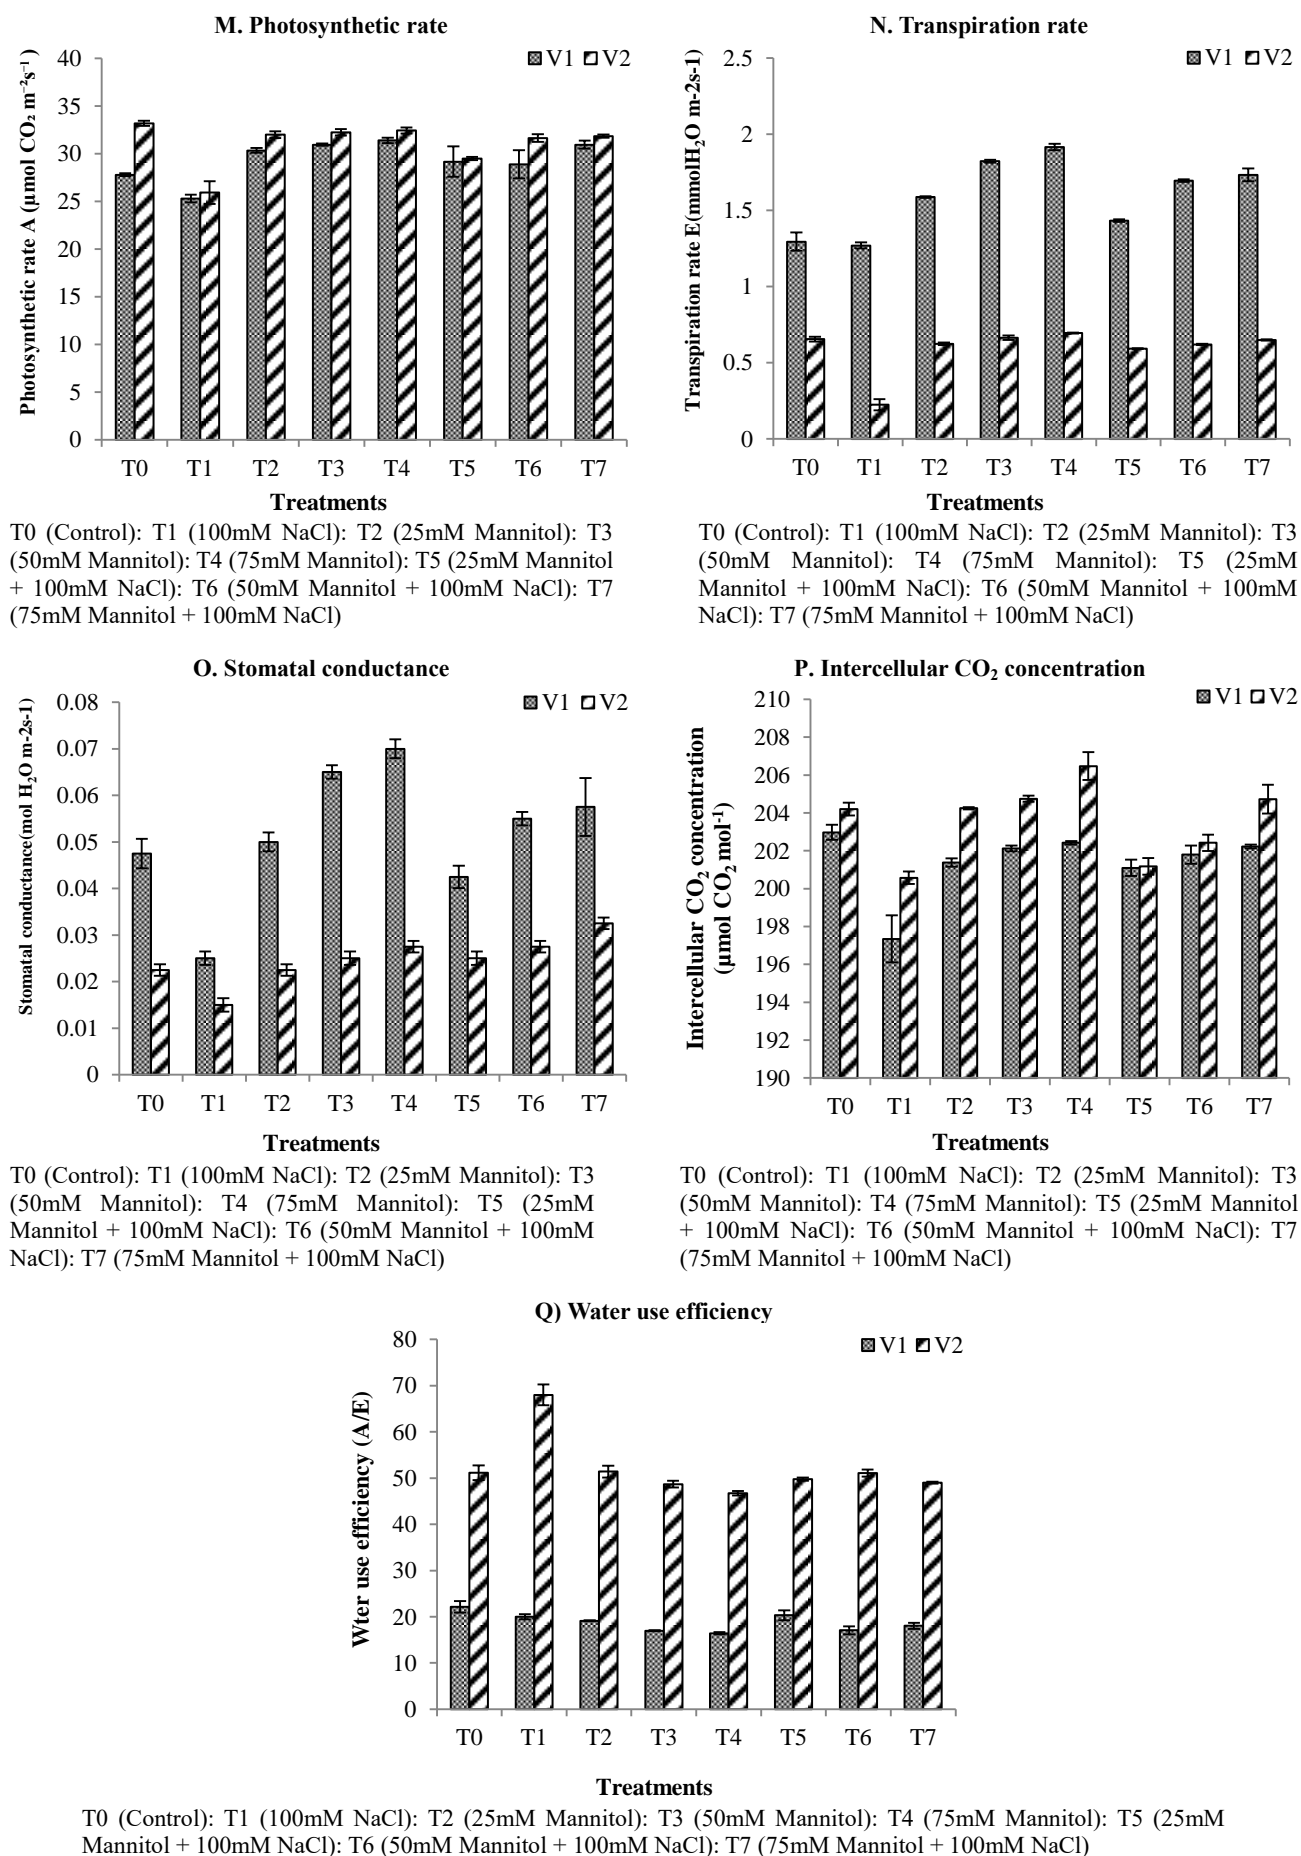 M. Photosynthetic rate
V1 V2
Photosynthetic rate A (µmol CO₂ m⁻²s⁻¹ )
40
35
30
25
20
15
10
5
0
T0 T1 T2 T3 T4 T5 T6 T7
Treatments
T0 (Control): T1 (100mM NaCl): T2 (25mM Mannitol): T3
(50mM Mannitol): T4 (75mM Mannitol): T5 (25mM Mannitol
+ 100mM NaCl): T6 (50mM Mannitol + 100mM NaCl): T7
(75mM Mannitol + 100mM NaCl)
N. Transpiration rate
V1 V2
Transpiration rate E(mmolH₂O m-2s-1)
2.5
2
1.5
1
0.5
0
T0 T1 T2 T3 T4 T5 T6 T7
Treatments
T0 (Control): T1 (100mM NaCl): T2 (25mM Mannitol): T3
(50mM Mannitol): T4 (75mM Mannitol): T5 (25mM
Mannitol + 100mM NaCl): T6 (50mM Mannitol + 100mM
NaCl): T7 (75mM Mannitol + 100mM NaCl)
O. Stomatal conductance
V1 V2
Stomatal conductance(mol H₂O m-2s-1)
0.08
0.07
0.06
0.05
0.04
0.03
0.02
0.01
0
T0 T1 T2 T3 T4 T5 T6 T7
Treatments
T0 (Control): T1 (100mM NaCl): T2 (25mM Mannitol): T3
(50mM Mannitol): T4 (75mM Mannitol): T5 (25mM
Mannitol + 100mM NaCl): T6 (50mM Mannitol + 100mM
NaCl): T7 (75mM Mannitol + 100mM NaCl)
P. Intercellular CO₂ concentration
V1 V2
Intercellular CO₂ concentration
(µmol CO₂ mol⁻¹)
210
208
206
204
202
200
198
196
194
192
190
T0 T1 T2 T3 T4 T5 T6 T7
Treatments
T0 (Control): T1 (100mM NaCl): T2 (25mM Mannitol): T3
(50mM Mannitol): T4 (75mM Mannitol): T5 (25mM Mannitol
+ 100mM NaCl): T6 (50mM Mannitol + 100mM NaCl): T7
(75mM Mannitol + 100mM NaCl)
Q) Water use efficiency
V1 V2
Wter use efficiency (A/E)
80
70
60
50
40
30
20
10
0
T0 T1 T2 T3 T4 T5 T6 T7
Treatments
T0 (Control): T1 (100mM NaCl): T2 (25mM Mannitol): T3 (50mM Mannitol): T4 (75mM Mannitol): T5 (25mM
Mannitol + 100mM NaCl): T6 (50mM Mannitol + 100mM NaCl): T7 (75mM Mannitol + 100mM NaCl)